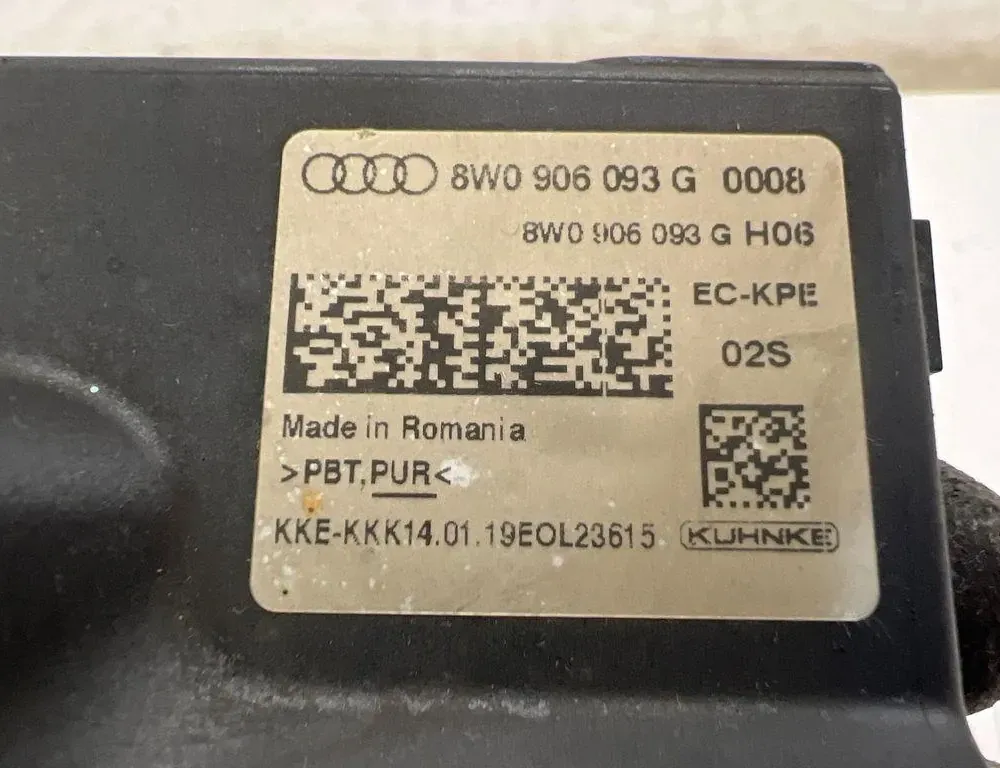 8W0 906 093 G 0008
8W0 906 093 G H06
EC-KPE
02S
Made in Romania
>PBT,PUR<
KKE-KKK14.01.19EOL23615 KUHNKE